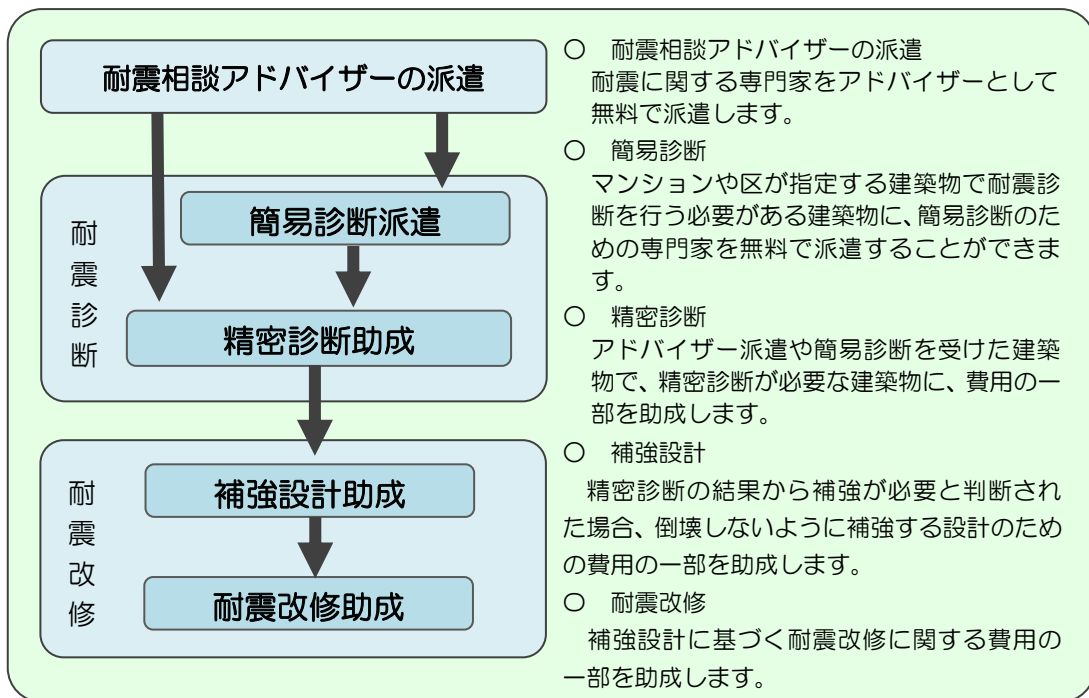 耐震相談アドバイザーの派遣
耐震診断
簡易診断派遣
精密診断助成
耐震改修
補強設計助成
耐震改修助成
○　耐震相談アドバイザーの派遣
耐震に関する専門家をアドバイザーとして
無料で派遣します。
○　簡易診断
マンションや区が指定する建築物で耐震診
断を行う必要がある建築物に、簡易診断のた
めの専門家を無料で派遣することができま
す。
○　精密診断
アドバイザー派遣や簡易診断を受けた建築
物で、精密診断が必要な建築物に、費用の一
部を助成します。
○　補強設計
精密診断の結果から補強が必要と判断され
た場合、倒壊しないように補強する設計のため
の費用の一部を助成します。
○　耐震改修
補強設計に基づく耐震改修に関する費用の
一部を助成します。